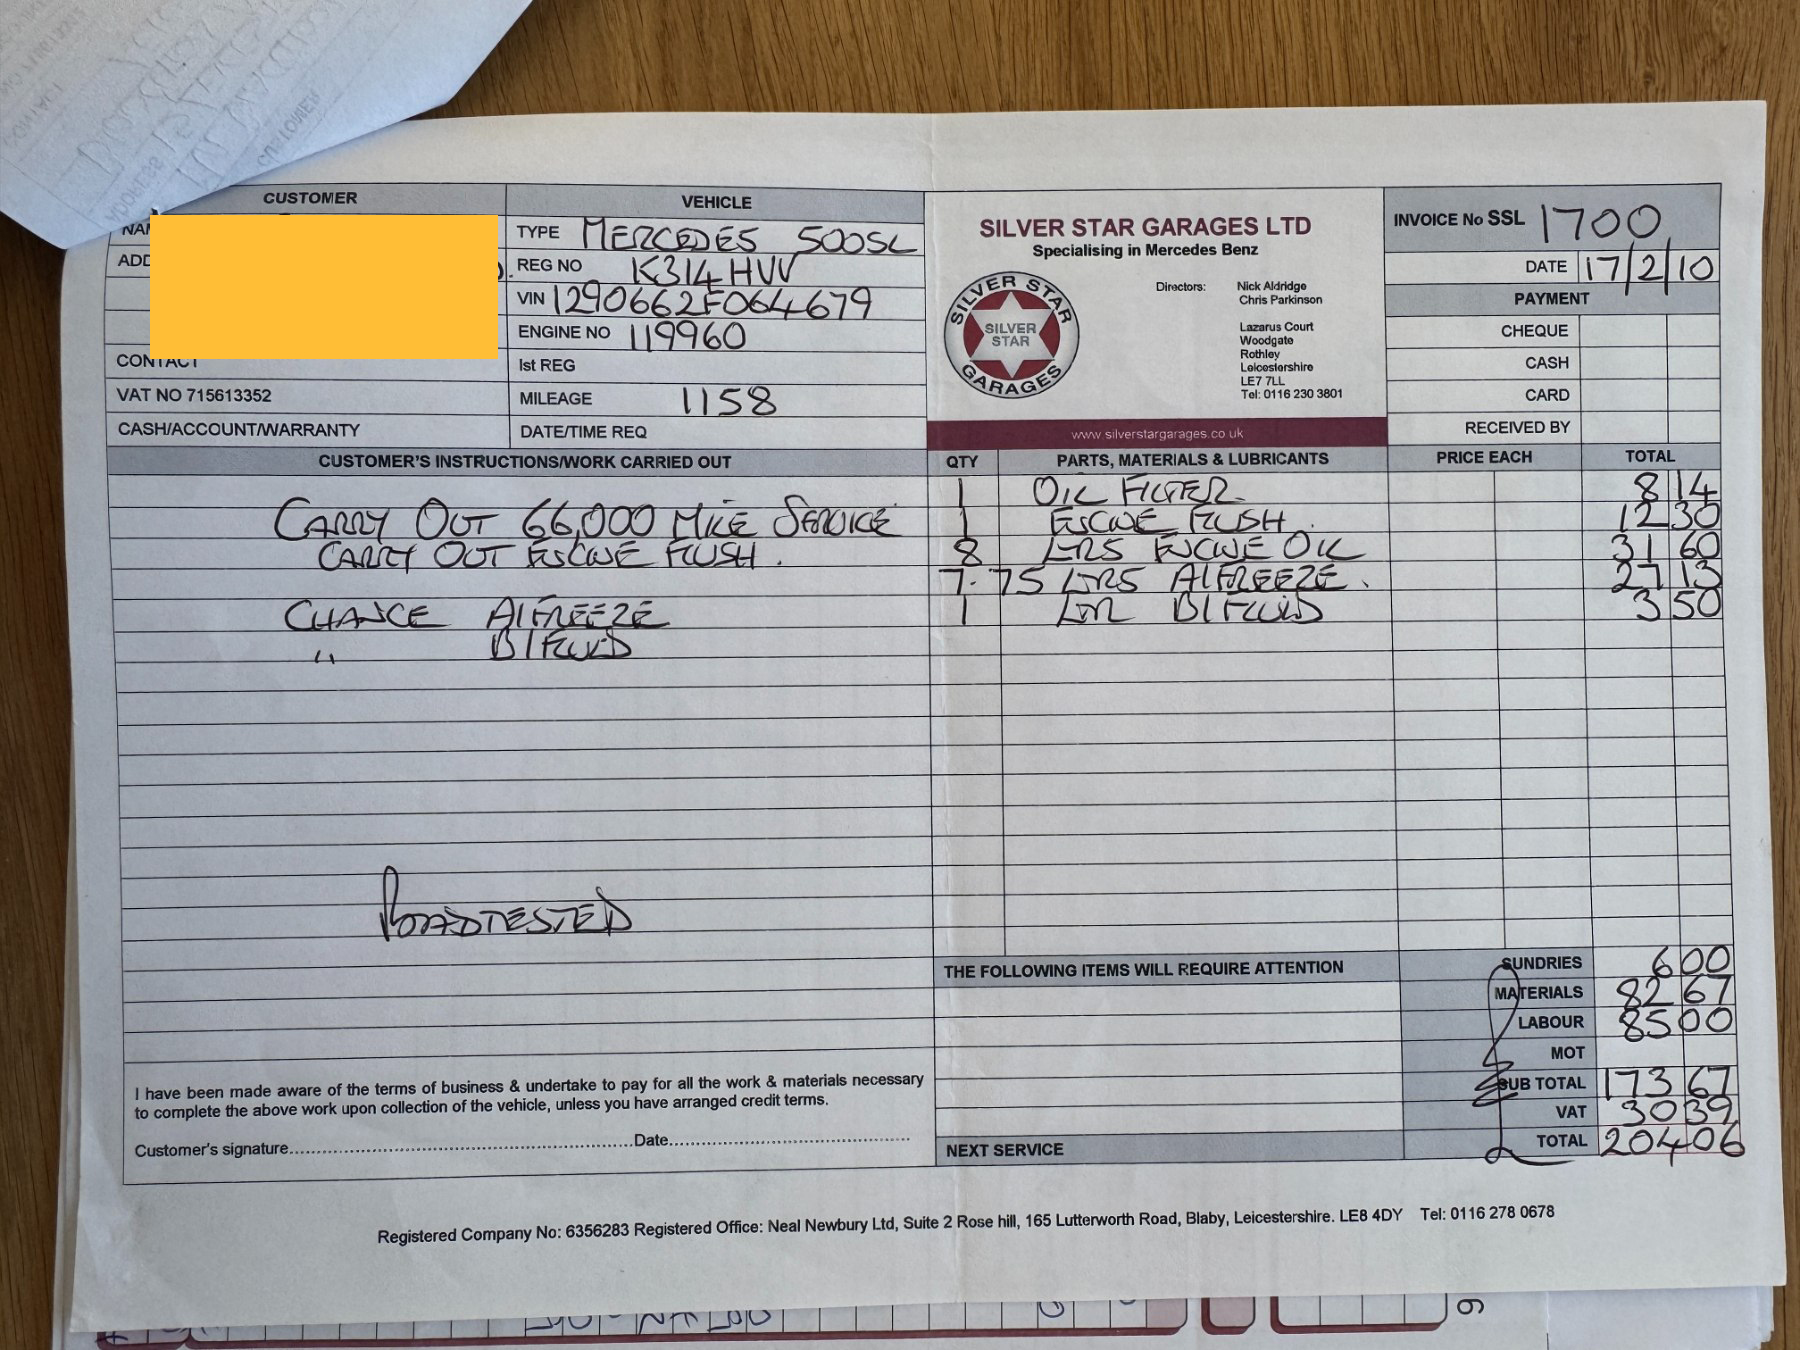 CUSTOMER
NAM
ADD
CONTACT
VAT NO 715613352
CASH/ACCOUNT/WARRANTY
VEHICLE
TYPE MERCEDES 500SL
REG NO K314 HVV
VIN 1290662F064679
ENGINE NO 119960
Ist REG
MILEAGE 1158
DATE/TIME REQ
SILVER STAR GARAGES LTD
Specialising in Mercedes Benz
SILVER STAR
SILVER
STAR
GARAGES
Directors: Nick Aldridge
Chris Parkinson
Lazarus Court
Woodgate
Rothley
Leicestershire
LE7 7LL
Tel: 0116 230 3801
www.silverstargarages.co.uk
INVOICE No SSL 1700
DATE 17/2/10
PAYMENT
CHEQUE
CASH
CARD
RECEIVED BY
CUSTOMER'S INSTRUCTIONS/WORK CARRIED OUT
CARRY OUT 66,000 MILE SERVICE
CARRY OUT ENGINE FLUSH.
CHANGE A/FREEZE
" B/FLUID
ROADTESTED
QTY PARTS, MATERIALS & LUBRICANTS PRICE EACH TOTAL
1 OIL FILTER. 8 14
1 ENGINE FLUSH. 12 30
8 LTRS ENGINE OIL 31 60
7.75 LTRS A/FREEZE. 27 13
1 LTR B/FLUID 3 50
THE FOLLOWING ITEMS WILL REQUIRE ATTENTION
NEXT SERVICE
SUNDRIES 6 00
MATERIALS 82 67
LABOUR 85 00
MOT
SUB TOTAL 173 67
VAT 30 39
TOTAL 204 06
I have been made aware of the terms of business & undertake to pay for all the work & materials necessary
to complete the above work upon collection of the vehicle, unless you have arranged credit terms.
Customer's signature Date
Registered Company No: 6356283 Registered Office: Neal Newbury Ltd, Suite 2 Rose hill, 165 Lutterworth Road, Blaby, Leicestershire. LE8 4DY Tel: 0116 278 0678